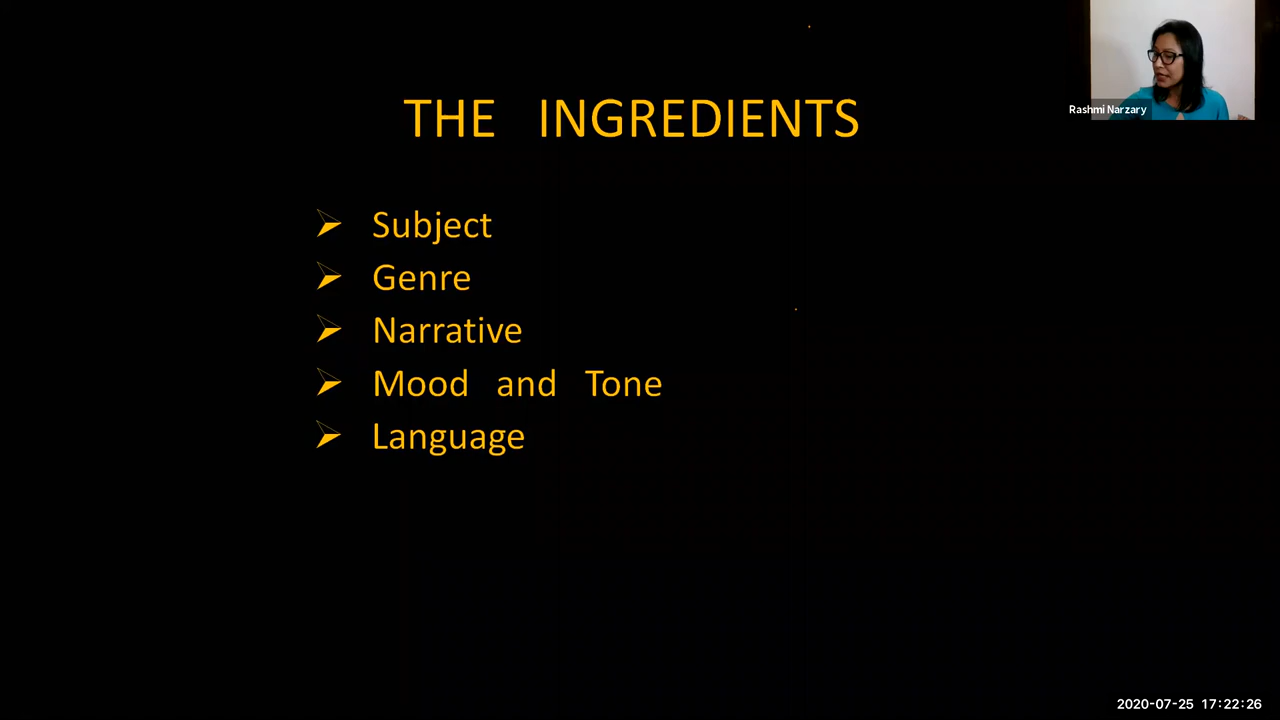 THE INGREDIENTS
Rashmi Narzary
Subject
Genre
Narrative
Mood and Tone
Language
2020-07-25 17:22:26